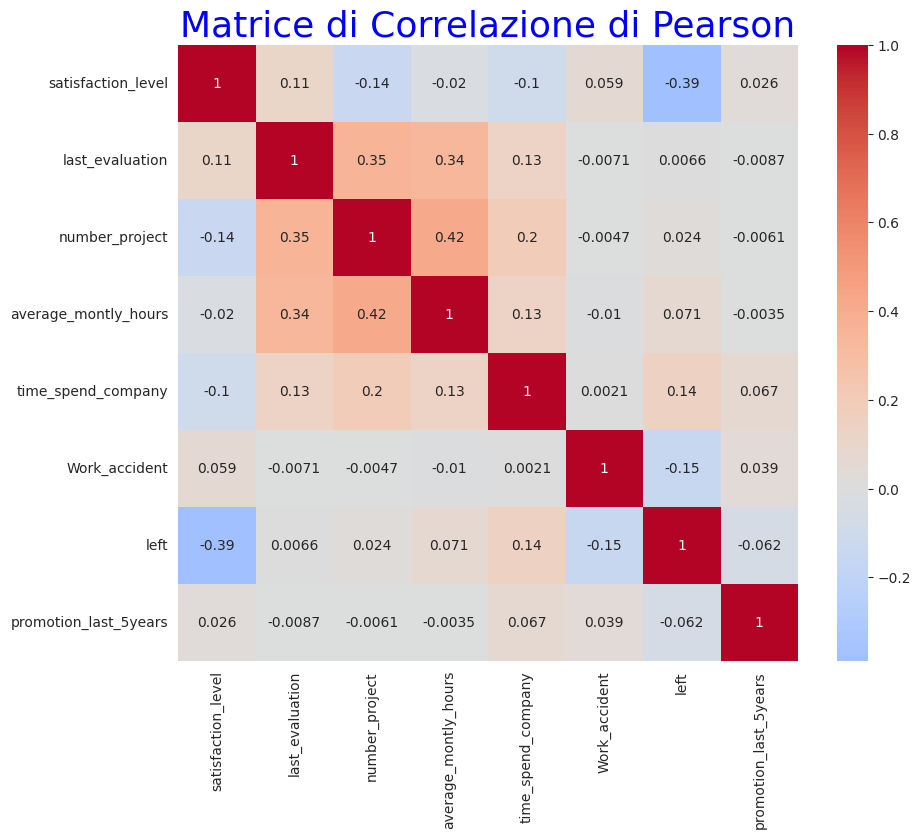 Matrice di Correlazione di Pearson
satisfaction_level 1 0.11 -0.14 -0.02 -0.1 0.059 -0.39 0.026
last_evaluation 0.11 1 0.35 0.34 0.13 -0.0071 0.0066 -0.0087
number_project -0.14 0.35 1 0.42 0.2 -0.0047 0.024 -0.0061
average_montly_hours -0.02 0.34 0.42 1 0.13 -0.01 0.071 -0.0035
time_spend_company -0.1 0.13 0.2 0.13 1 0.0021 0.14 0.067
Work_accident 0.059 -0.0071 -0.0047 -0.01 0.0021 1 -0.15 0.039
left -0.39 0.0066 0.024 0.071 0.14 -0.15 1 -0.062
promotion_last_5years 0.026 -0.0087 -0.0061 -0.0035 0.067 0.039 -0.062 1
satisfaction_level
last_evaluation
number_project
average_montly_hours
time_spend_company
Work_accident
left
promotion_last_5years
1.0
0.8
0.6
0.4
0.2
0.0
−0.2